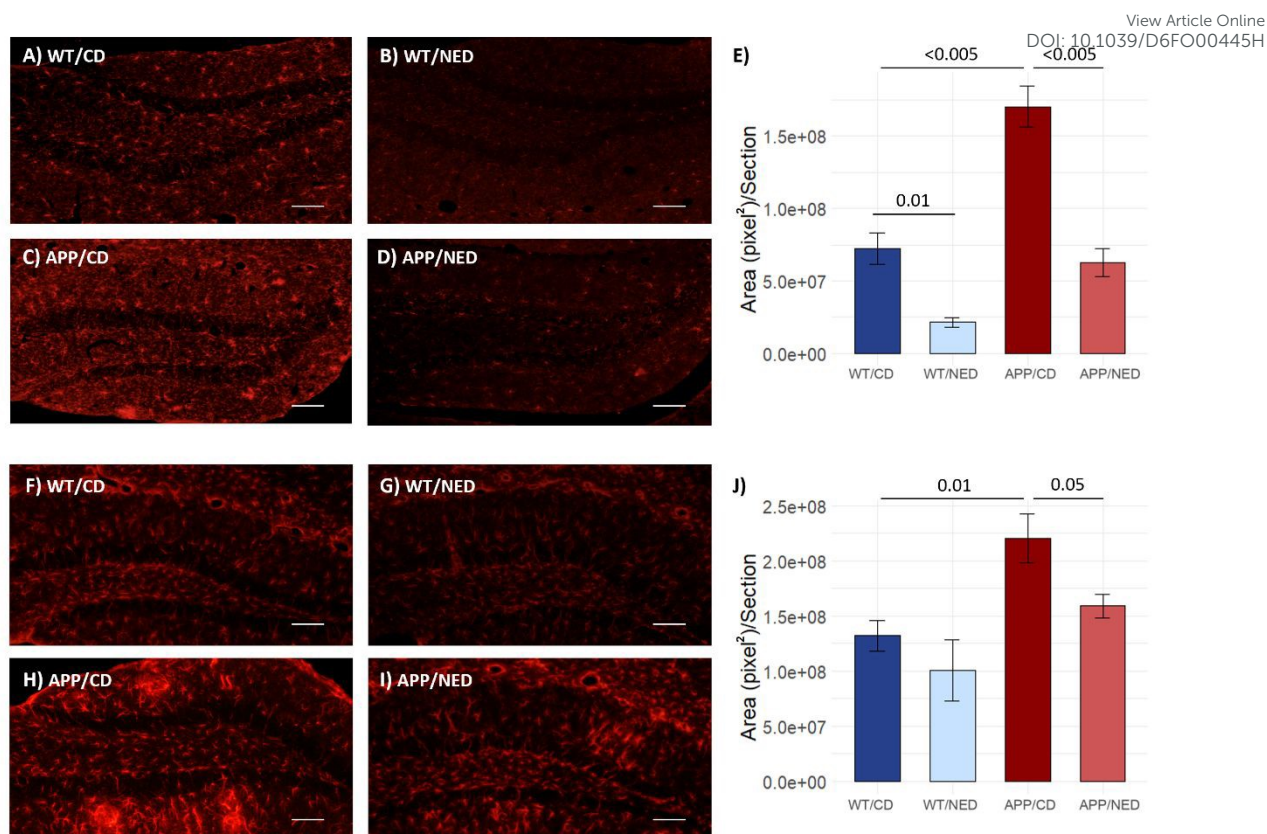 View Article Online
DOI: 10.1039/D6FO00445H
A) WT/CD
B) WT/NED
C) APP/CD
D) APP/NED
E)
<0.005
<0.005
0.01
Area (pixel²)/Section
1.5e+08
1.0e+08
5.0e+07
0.0e+00
WT/CD
WT/NED
APP/CD
APP/NED
F) WT/CD
G) WT/NED
H) APP/CD
I) APP/NED
J)
0.01
0.05
Area (pixel²)/Section
2.5e+08
2.0e+08
1.5e+08
1.0e+08
5.0e+07
0.0e+00
WT/CD
WT/NED
APP/CD
APP/NED